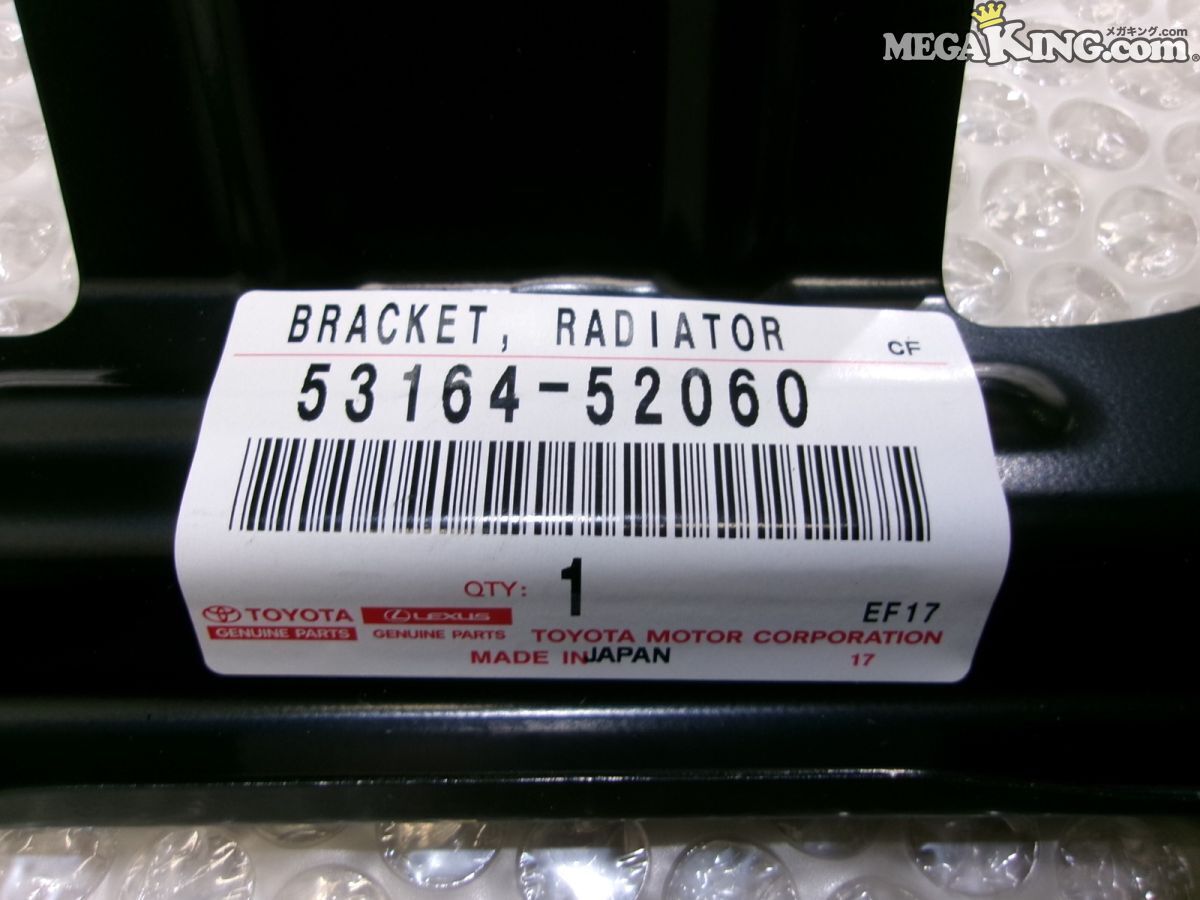 メガキング.com
MEGAKING.com®
BRACKET, RADIATOR
CF
53164-52060
QTY: 1
EF17
TOYOTA LEXUS
GENUINE PARTS GENUINE PARTS TOYOTA MOTOR CORPORATION
MADE IN JAPAN 17